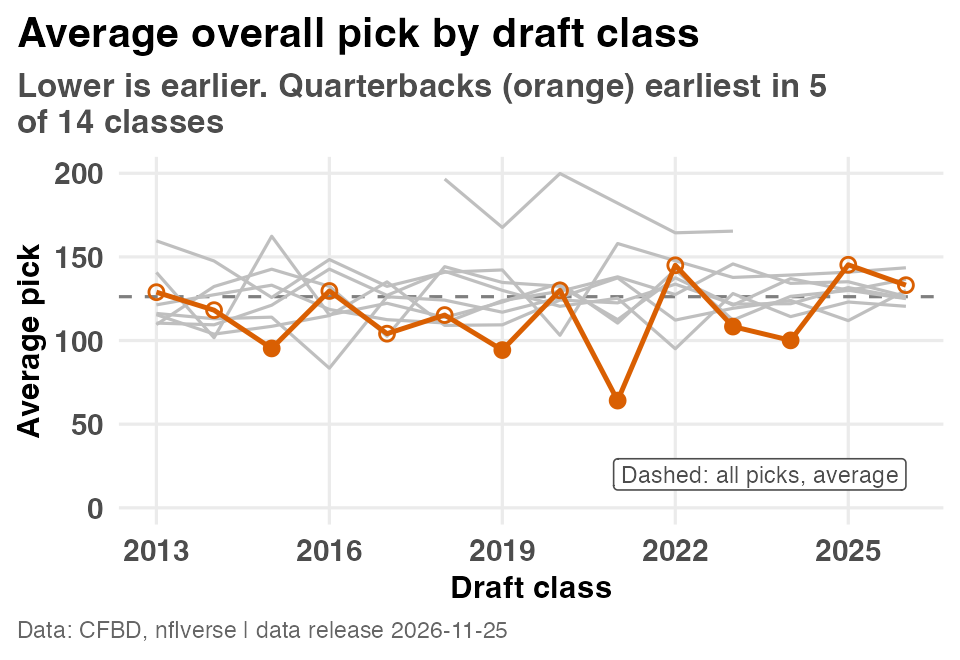 Average overall pick by draft class
Lower is earlier. Quarterbacks (orange) earliest in 5
of 14 classes
Average pick
200
150
100
50
0
Dashed: all picks, average
2013 2016 2019 2022 2025
Draft class
Data: CFBD, nflverse | data release 2026-11-25